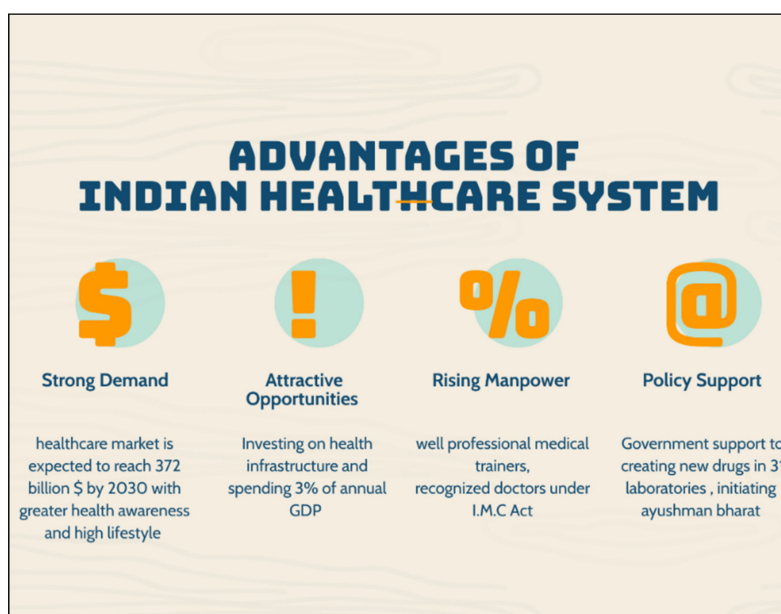 ADVANTAGES OF
INDIAN HEALTHCARE SYSTEM
$
!
%
@
Strong Demand
Attractive
Opportunities
Rising Manpower
Policy Support
healthcare market is
expected to reach 372
billion $ by 2030 with
greater health awareness
and high lifestyle
Investing on health
infrastructure and
spending 3% of annual
GDP
well professional medical
trainers,
recognized doctors under
I.M.C Act
Government support to
creating new drugs in
laboratories , initiating
ayushman bharat